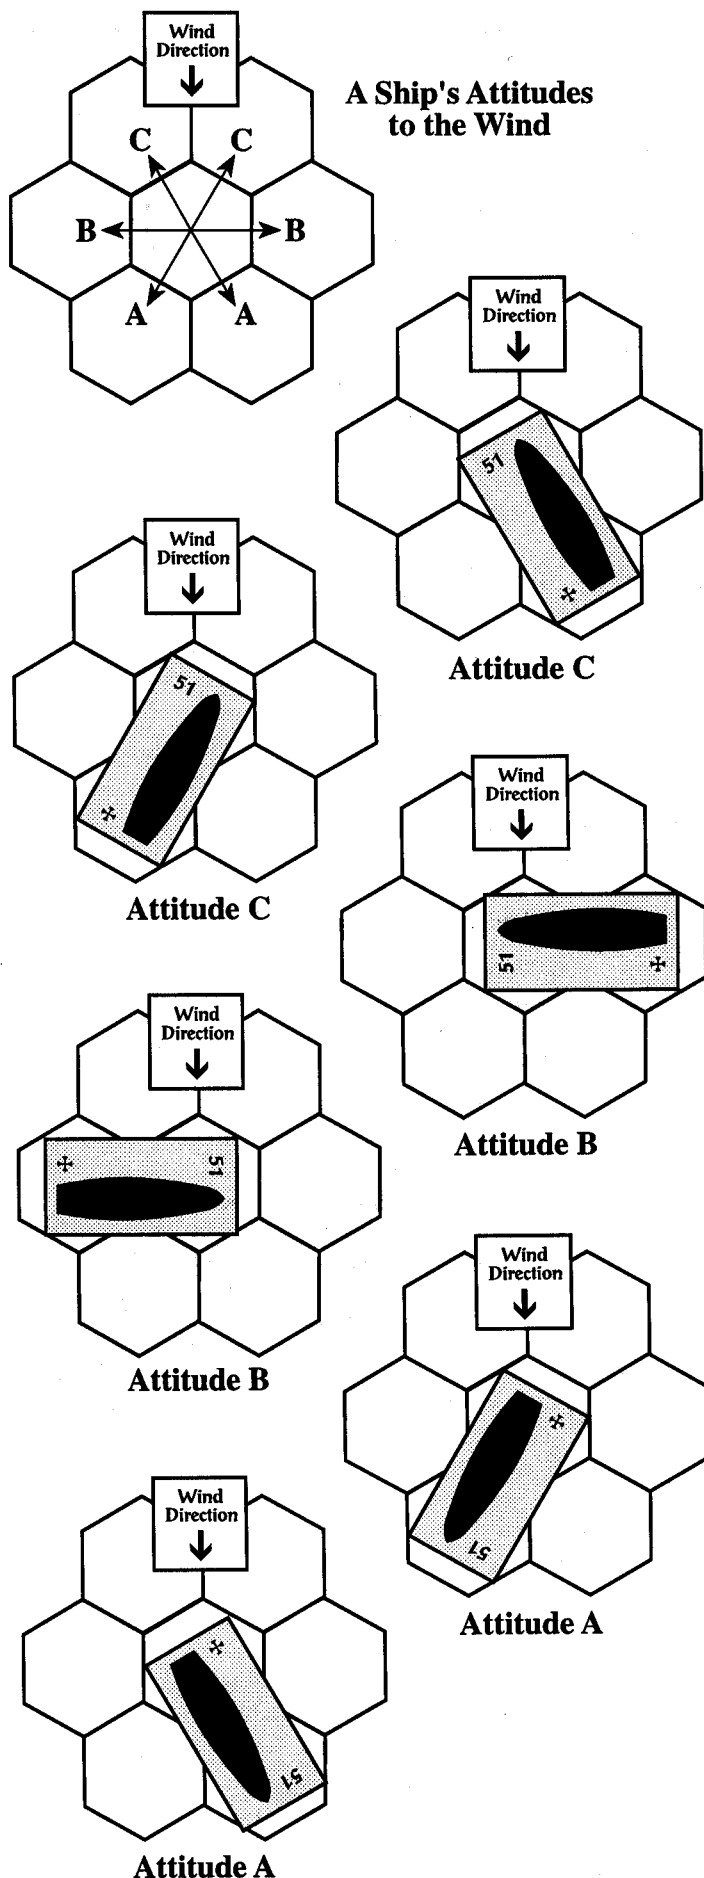 Wind
Direction
A Ship's Attitudes
to the Wind
C
C
B
B
A
A
Wind
Direction
51
Attitude C
Wind
Direction
51
Attitude C
Wind
Direction
51
Attitude B
Wind
Direction
51
Attitude B
Wind
Direction
51
Attitude A
Wind
Direction
51
Attitude A